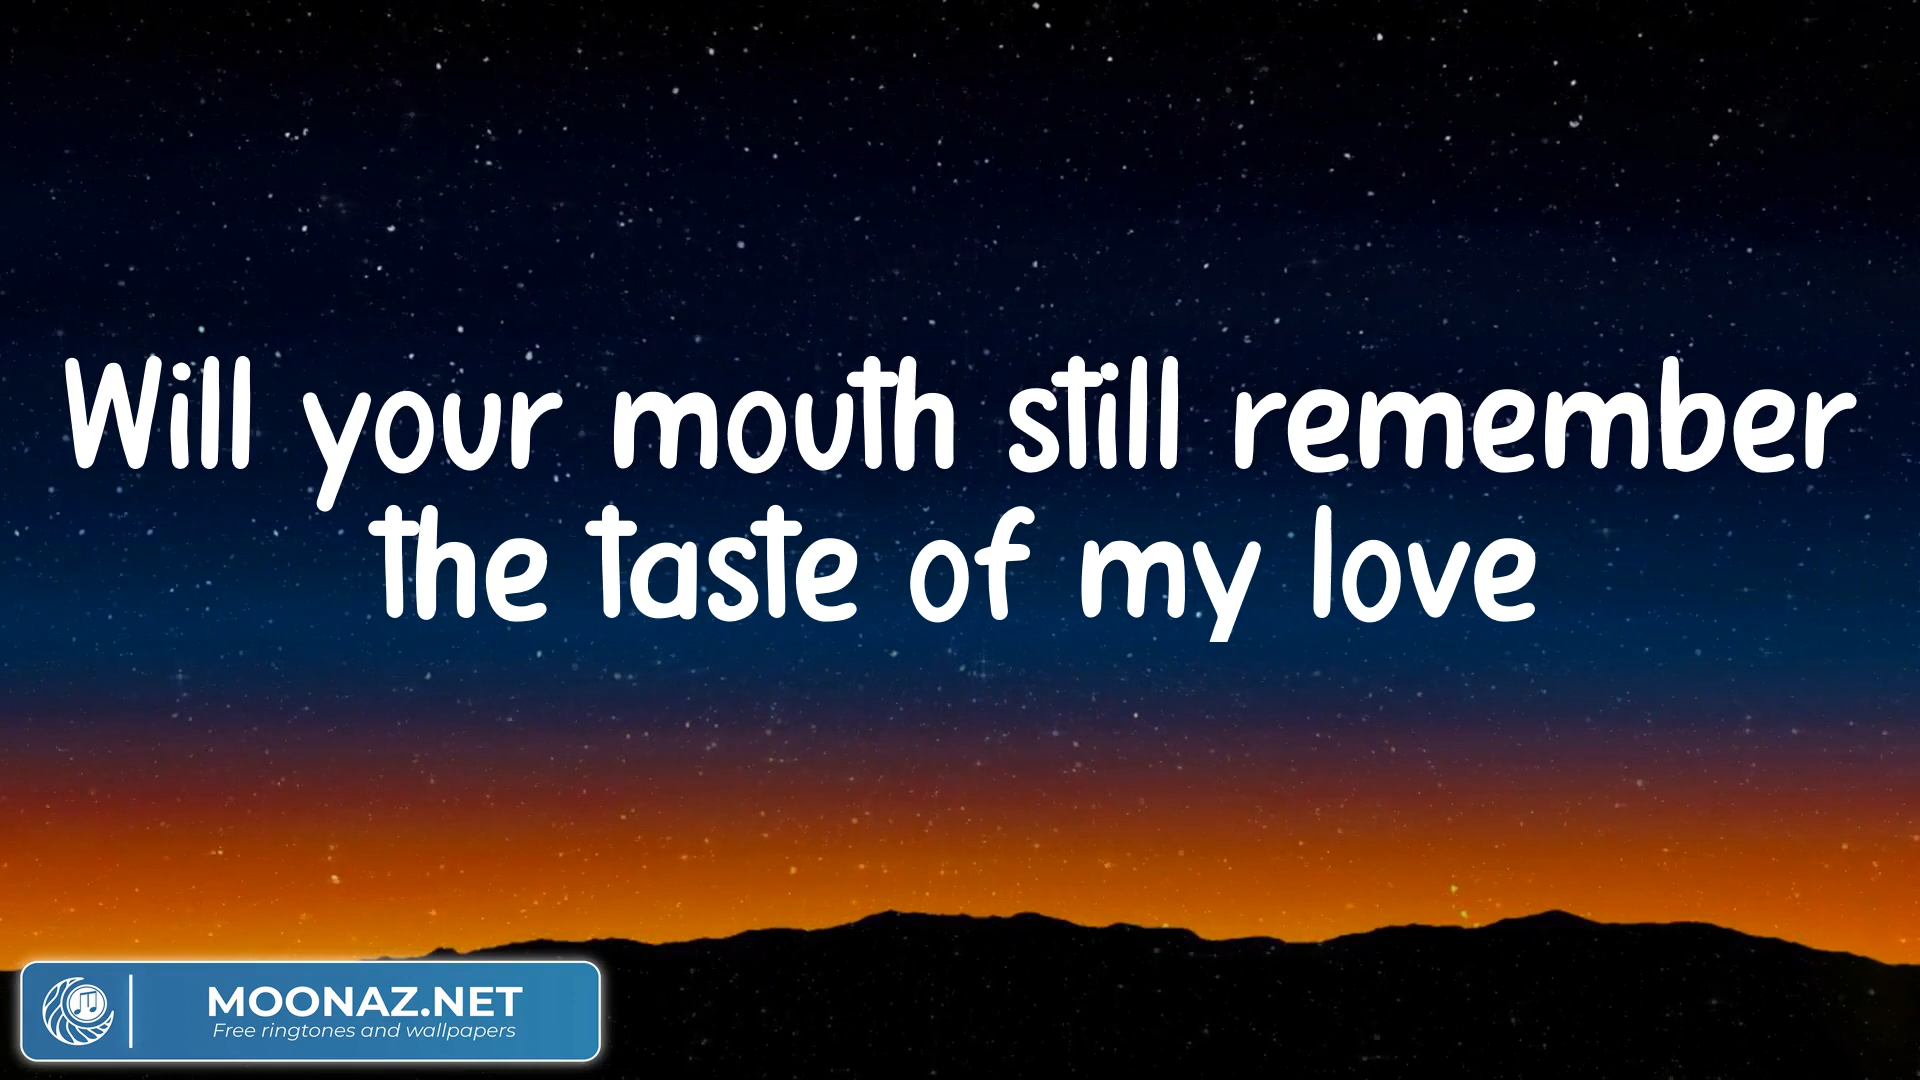 Will your mouth still remember
the taste of my love
MOONAZ.NET
Free ringtones and wallpapers